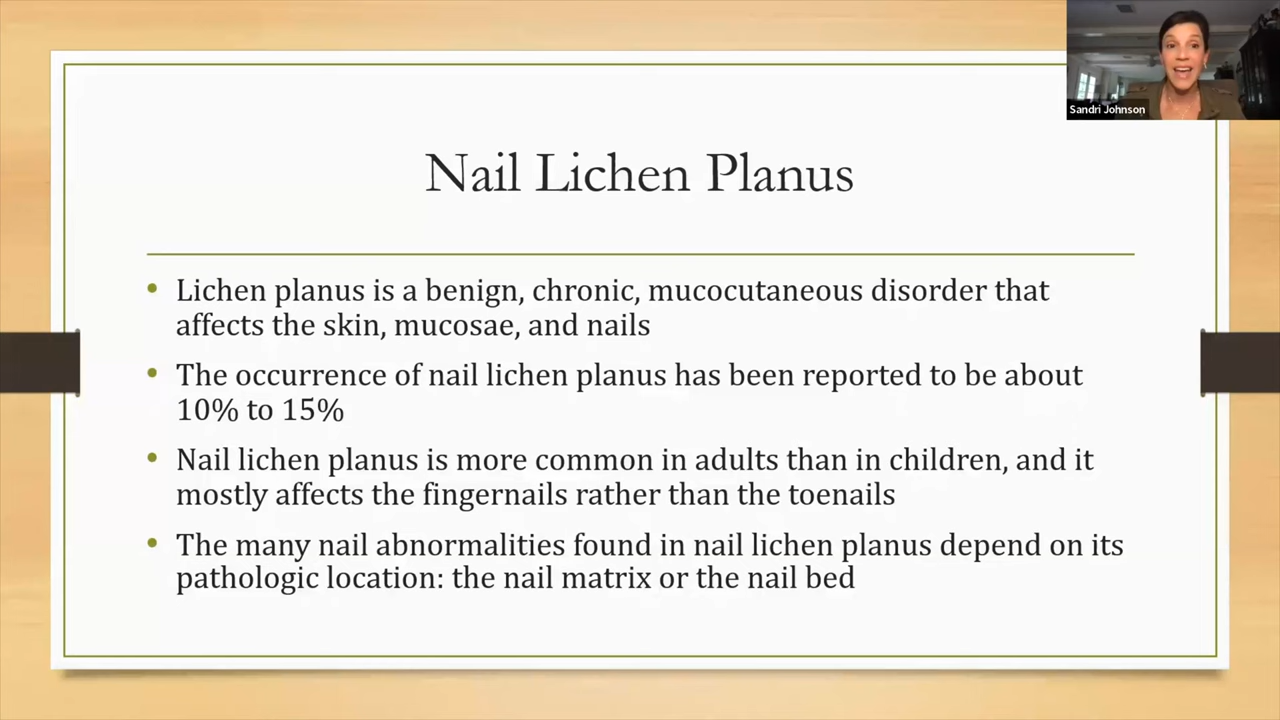 Sandri Johnson
Nail Lichen Planus
• Lichen planus is a benign, chronic, mucocutaneous disorder that
affects the skin, mucosae, and nails
• The occurrence of nail lichen planus has been reported to be about
10% to 15%
• Nail lichen planus is more common in adults than in children, and it
mostly affects the fingernails rather than the toenails
• The many nail abnormalities found in nail lichen planus depend on its
pathologic location: the nail matrix or the nail bed